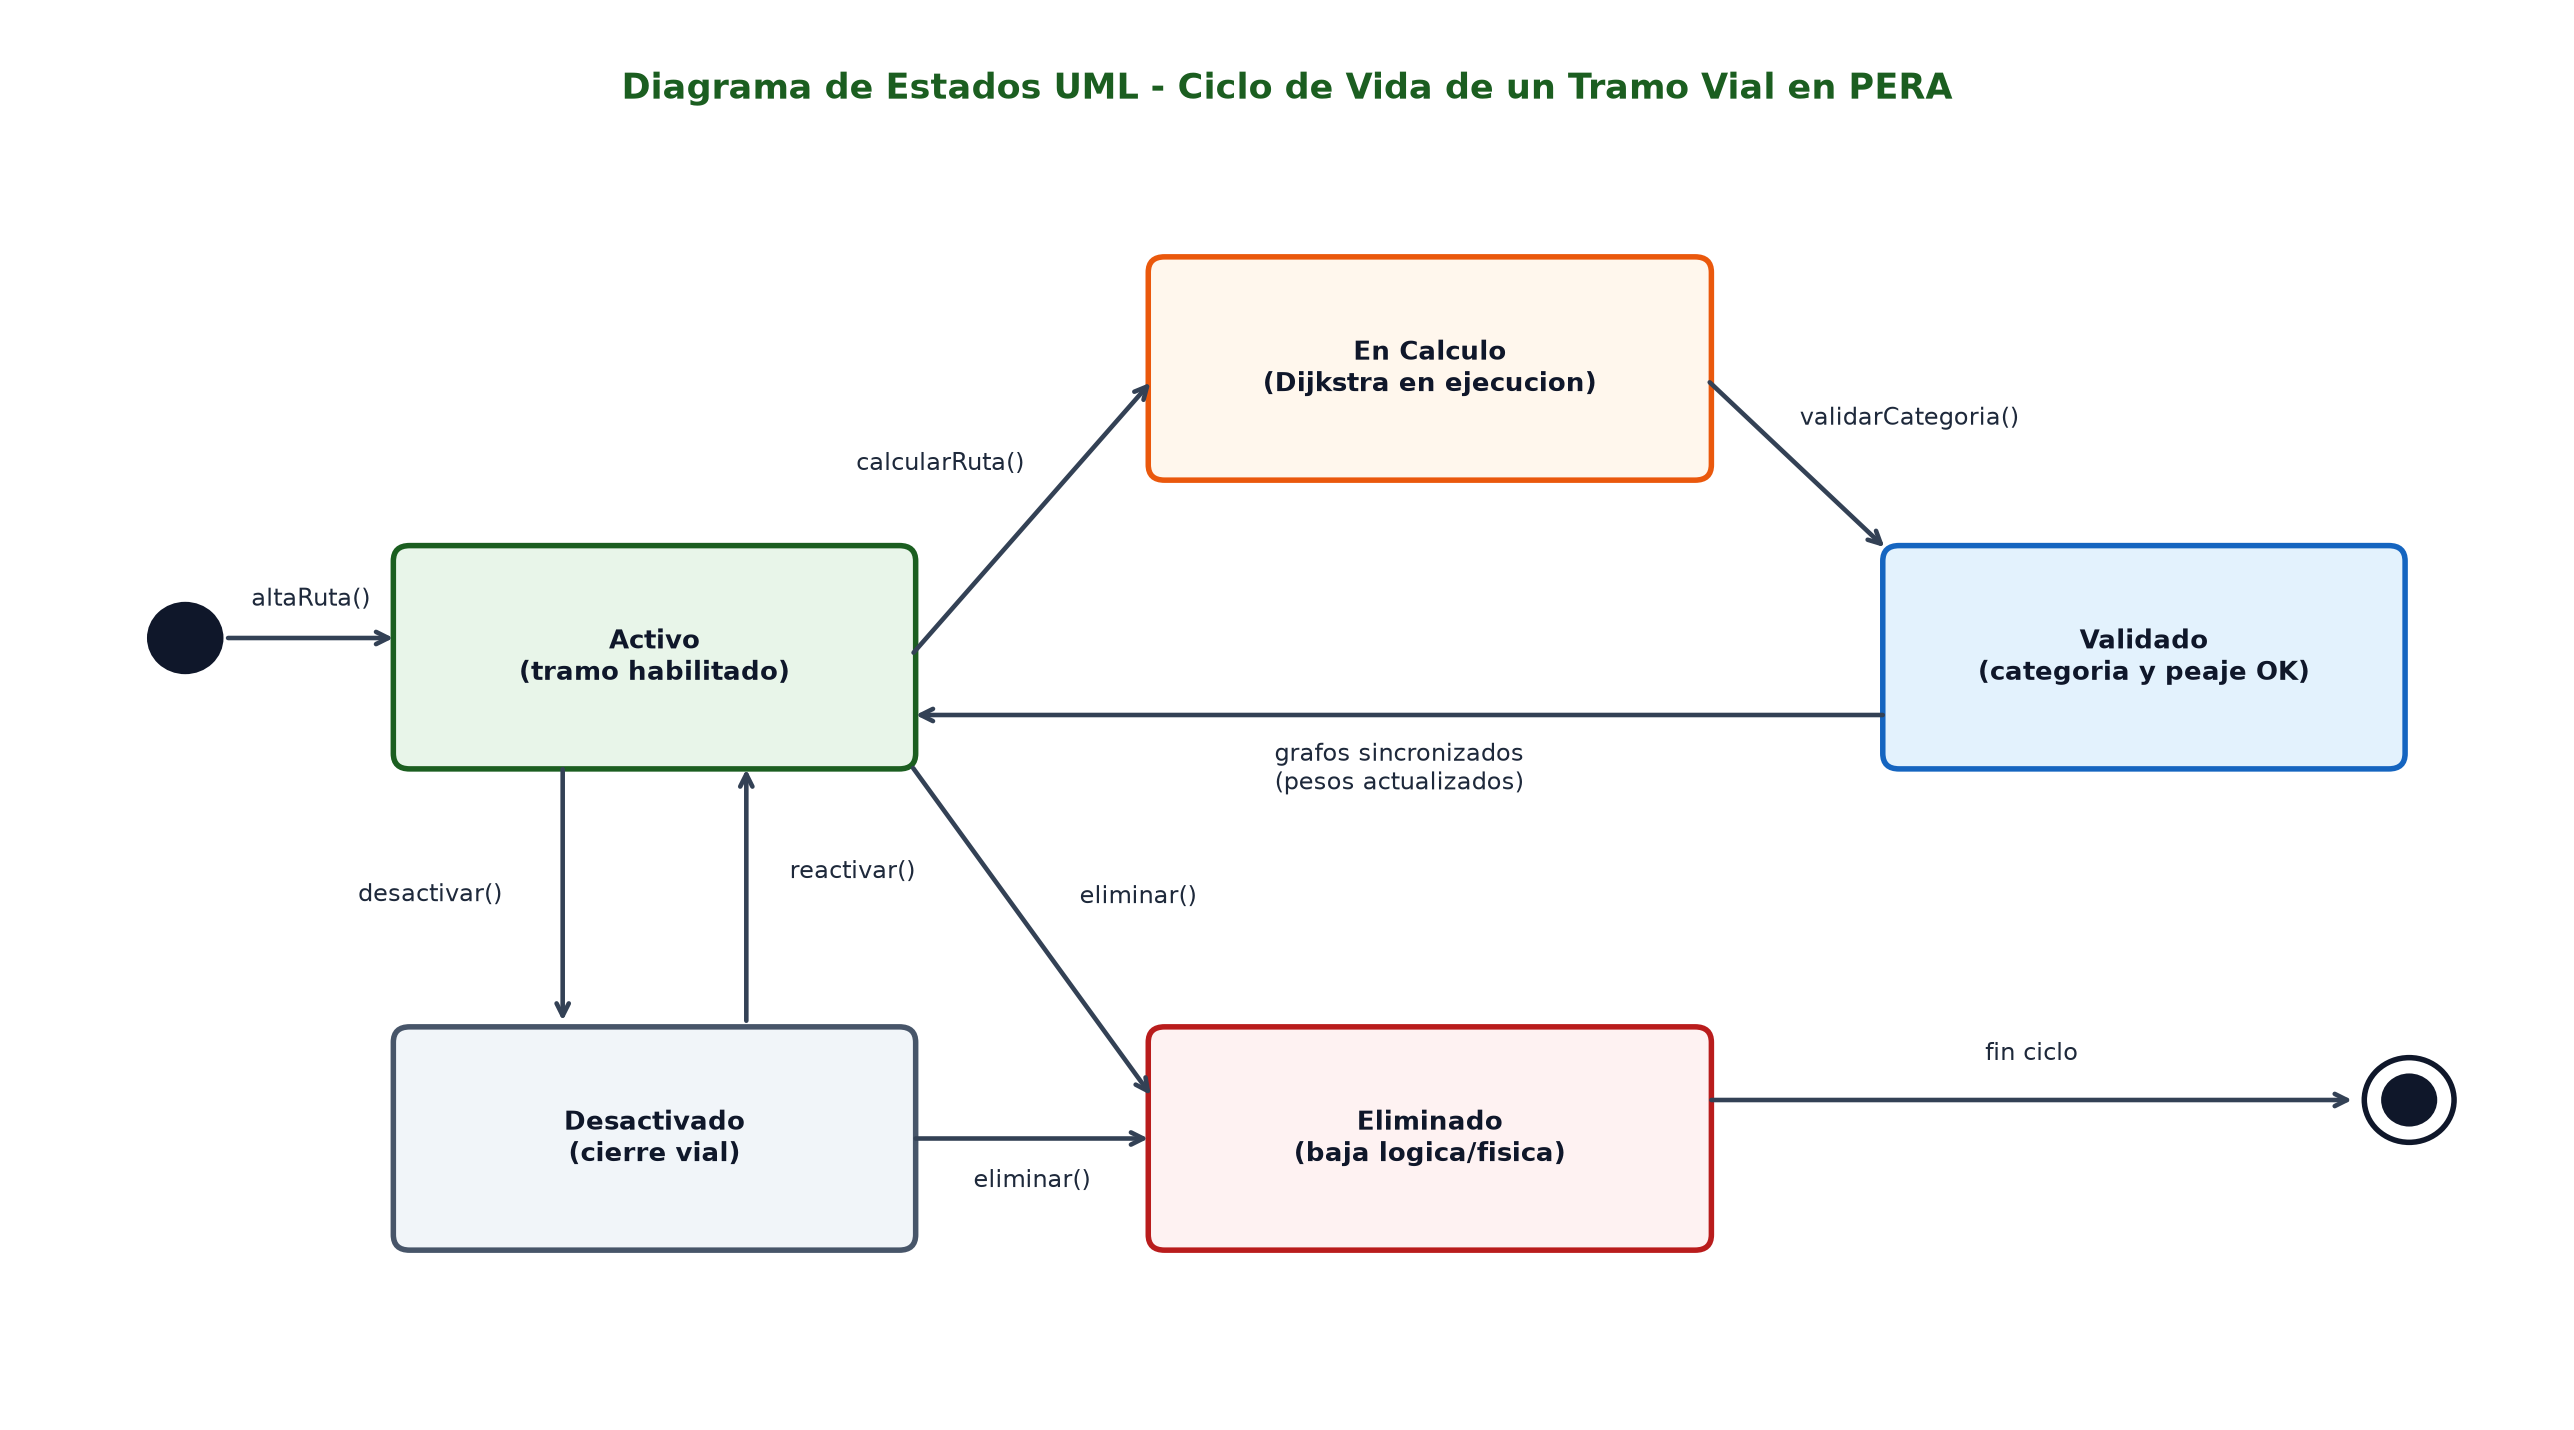 Diagrama de Estados UML - Ciclo de Vida de un Tramo Vial en PERA
En Calculo
(Dijkstra en ejecucion)
validarCategoria()
calcularRuta()
altaRuta()
Activo
(tramo habilitado)
Validado
(categoria y peaje OK)
grafos sincronizados
(pesos actualizados)
desactivar()
reactivar()
eliminar()
Desactivado
(cierre vial)
eliminar()
Eliminado
(baja logica/fisica)
fin ciclo